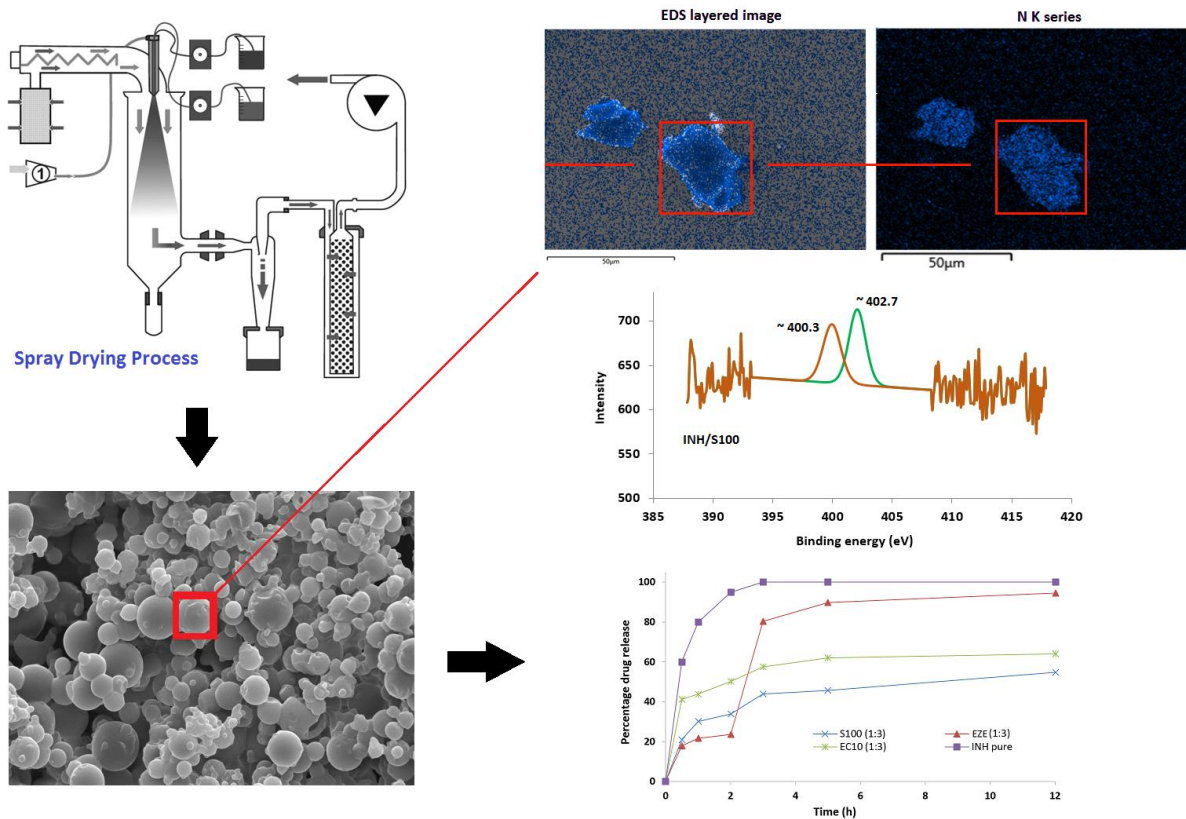 EDS layered image
N K series
1
50µm
50µm
Spray Drying Process
~ 402.7
~ 400.3
700
650
600
550
500
Intensity
INH/S100
385
390
395
400
405
410
415
420
Binding energy (eV)
100
80
60
40
20
0
Percentage drug release
S100 (1:3)
EZE (1:3)
EC10 (1:3)
INH pure
0
2
4
6
8
10
12
Time (h)